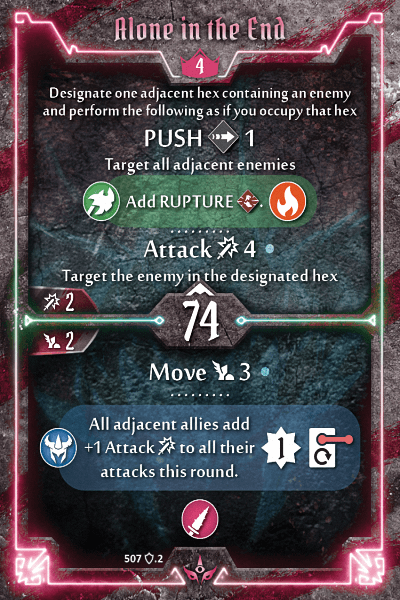 Alone in the End
4
Designate one adjacent hex containing an enemy
and perform the following as if you occupy that hex
PUSH 1
Target all adjacent enemies
Add RUPTURE .
Attack 4
Target the enemy in the designated hex
2
74
2
Move 3
All adjacent allies add
+1 Attack to all their
attacks this round.
1
507 .2